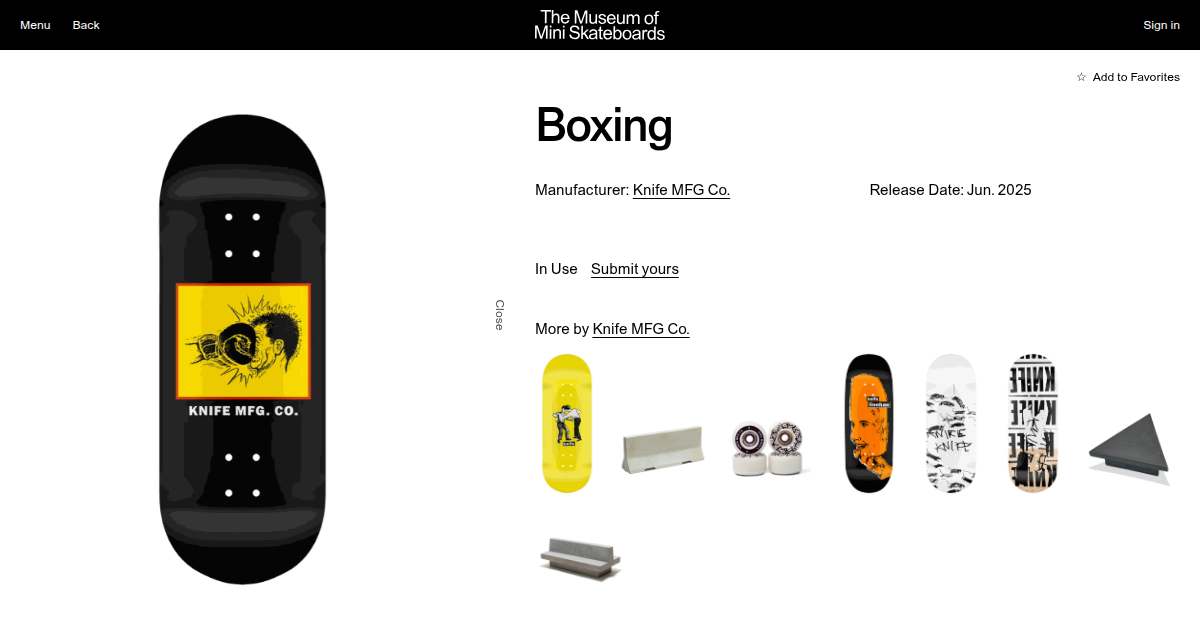 Menu
Back
The Museum of
Mini Skateboards
Sign in
☆ Add to Favorites
Boxing
Manufacturer: Knife MFG Co.
Release Date: Jun. 2025
In Use Submit yours
Close
More by Knife MFG Co.
KNIFE MFG. CO.